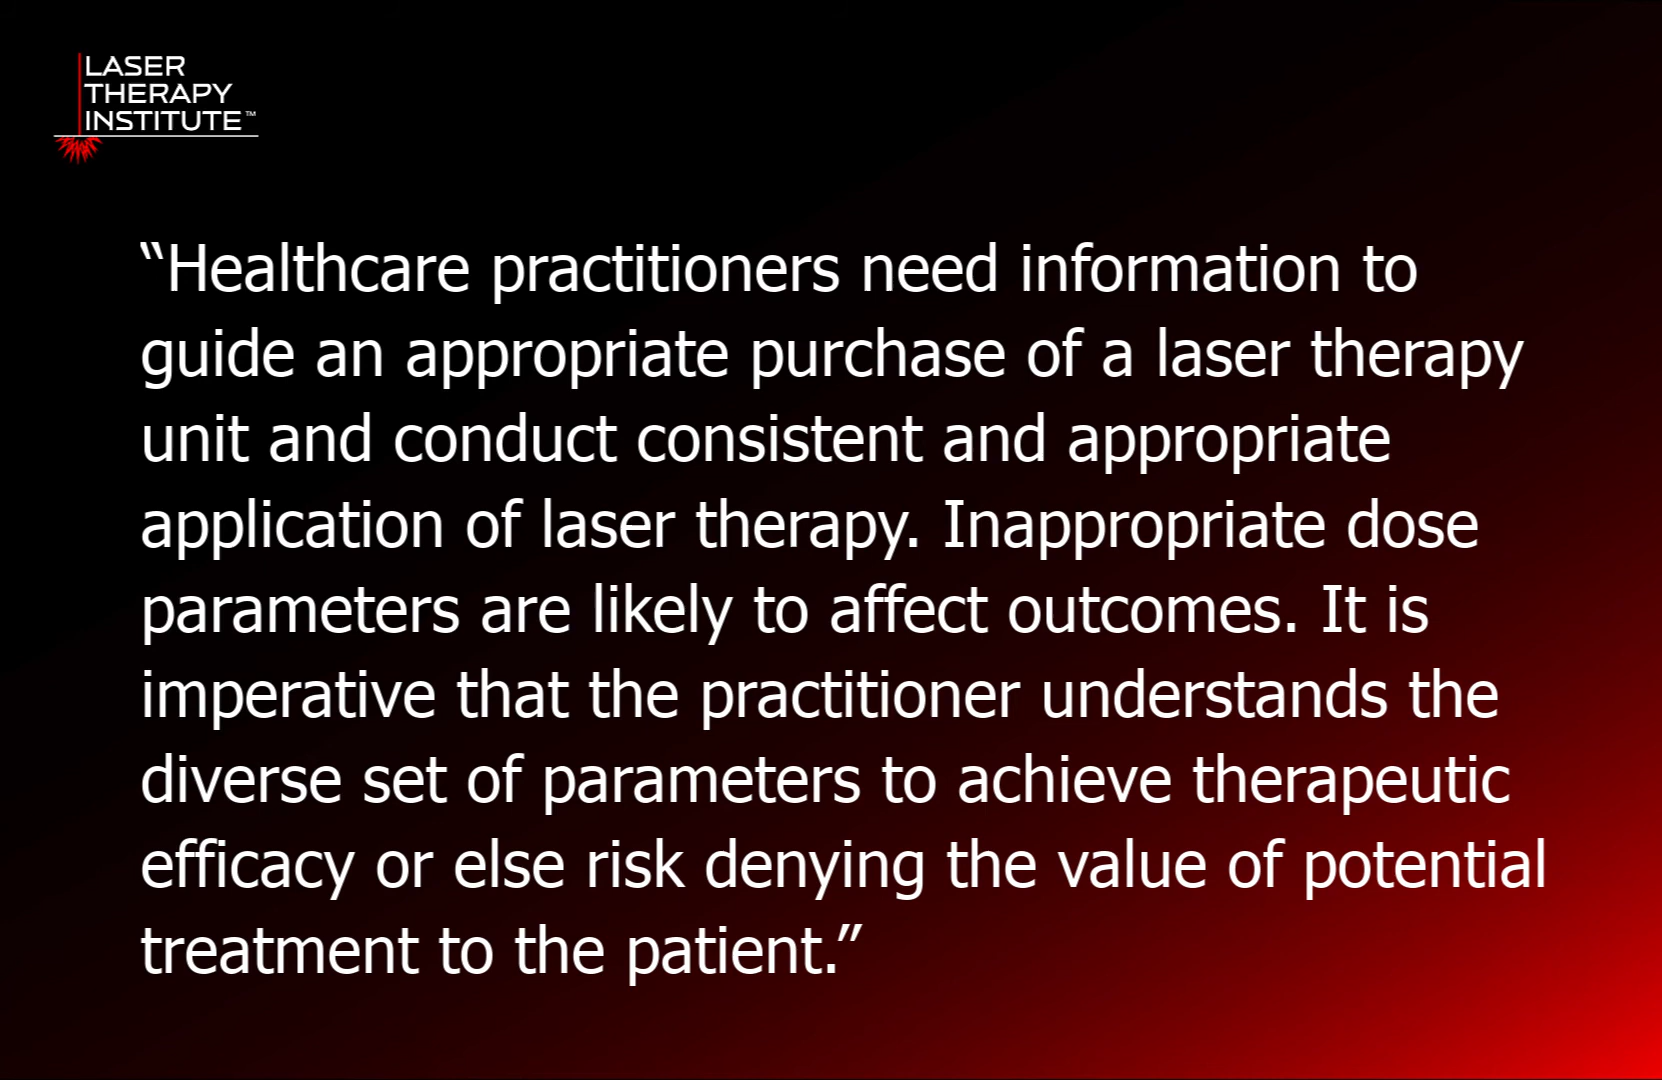 LASER
THERAPY
INSTITUTE™
“Healthcare practitioners need information to
guide an appropriate purchase of a laser therapy
unit and conduct consistent and appropriate
application of laser therapy. Inappropriate dose
parameters are likely to affect outcomes. It is
imperative that the practitioner understands the
diverse set of parameters to achieve therapeutic
efficacy or else risk denying the value of potential
treatment to the patient.”